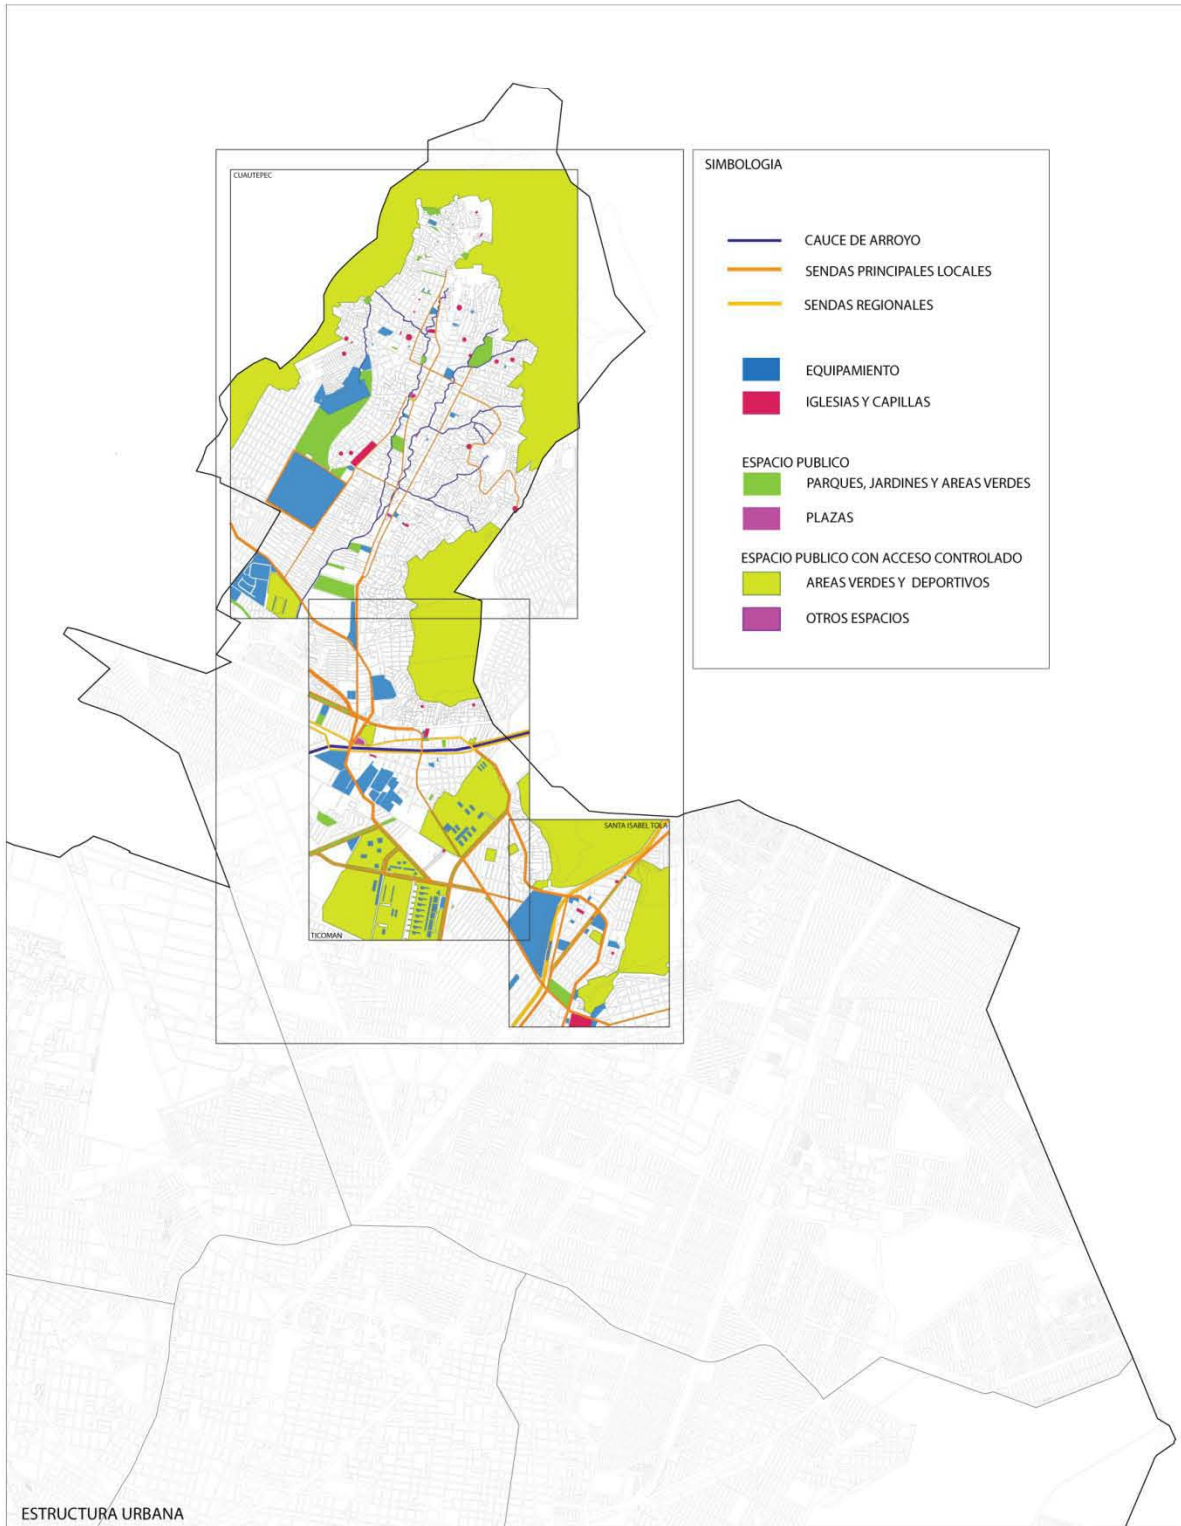 CUAUTEPEC
SIMBOLOGIA
CAUCE DE ARROYO
SENDAS PRINCIPALES LOCALES
SENDAS REGIONALES
EQUIPAMIENTO
IGLESIAS Y CAPILLAS
ESPACIO PUBLICO
PARQUES, JARDINES Y AREAS VERDES
PLAZAS
ESPACIO PUBLICO CON ACCESO CONTROLADO
AREAS VERDES Y DEPORTIVOS
OTROS ESPACIOS
SANTA ISABEL TOLA
TICOMAN
ESTRUCTURA URBANA